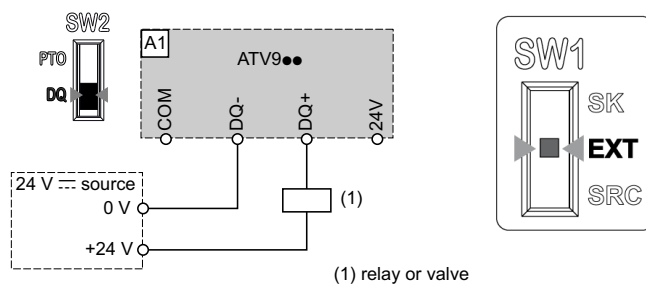 SW2
PTO
DQ
A1
ATV9●●
COM
DQ-
DQ+
24V
24 V ⎓ source
0 V
+24 V
(1)
(1) relay or valve
SW1
SK
EXT
SRC